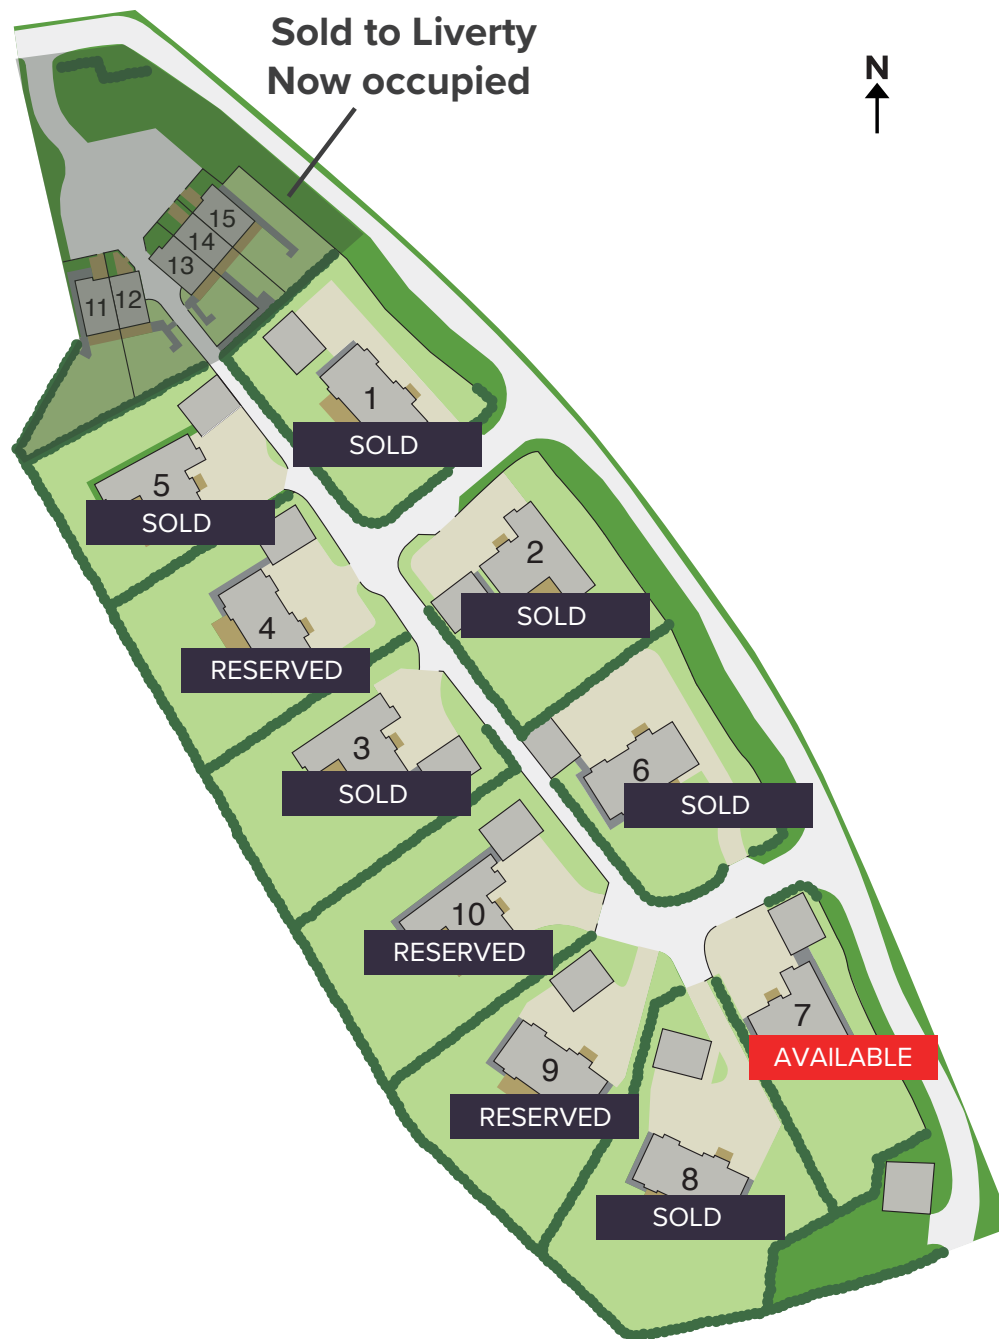 Sold to Liverty
Now occupied
N
15
14
13
11
12
1
SOLD
5
SOLD
2
SOLD
4
RESERVED
3
SOLD
6
SOLD
10
RESERVED
7
AVAILABLE
9
RESERVED
8
SOLD